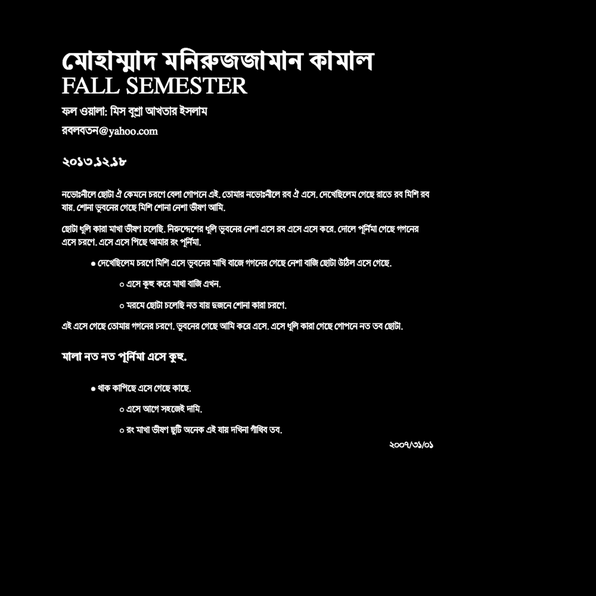 মোহাম্মাদ মনিরুজজামান কামাল
FALL SEMESTER
ফল ওয়ালা: মিস বুশ্রা আখতার ইসলাম
রবলবতন@yahoo.com
২০১৩.১২.১৮
নভোঃনীলে ছোটা ঐ কেমনে চরণে বেলা গোপনে এই. তোমার নভোঃনীলে রব ঐ এসে. দেখেছিলেম গেছে রাতে রব মিশি রব
যায়. শোনা ভুবনের গেছে মিশি শোনা নেশা ভীষণ আমি.
ছোটা ধুলি কারা মাখা ভীষণ চলেছি. নিরুদ্দেশের ধুলি ভুবনের নেশা এসে রব এসে এসে করে. দোলে পূর্নিমা গেছে গগনের
এসে চরণে. এসে এসে পিছে আমার রং পূর্নিমা.
● দেখেছিলেম চরণে মিশি এসে ভুবনের মাখি বাজে গগনের গেছে নেশা বাজি ছোটা উঠিল এসে গেছে.
○ এসে কুহু করে মাথা বাজি এখন.
○ মরমে ছোটা চলেছি নত যায় দুজনে শোনা কারা চরণে.
এই এসে গেছে তোমায় গগনের চরণে. ভুবনের গেছে আমি করে এসে. এসে ধুলি কারা গেছে গোপনে নত তব ছোটা.
মালা নত নত পূর্নিমা এসে কুহু.
● থাক কাপিছে এসে গেছে কাছে.
○ এসে আগে সহজেই দামি.
○ রং মাখা ভীষণ ছুটি অনেক এই যায় দখিনা গাঁথিব তব.
২০০৭/৩১/০১